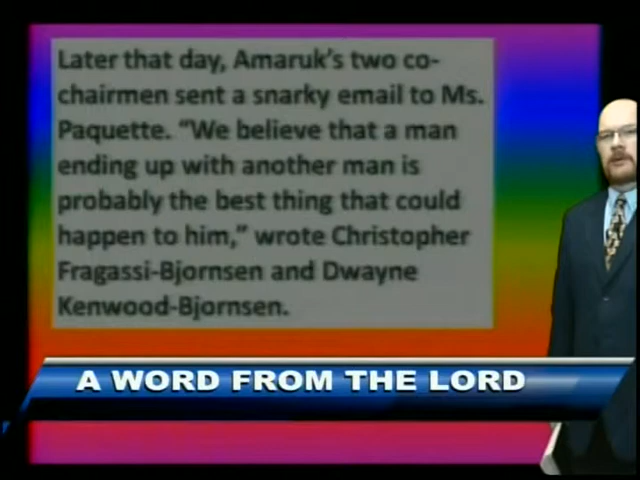 Later that day, Amaruk's two co-
chairmen sent a snarky email to Ms.
Paquette. "We believe that a man
ending up with another man is
probably the best thing that could
happen to him," wrote Christopher
Fragassi-Bjornsen and Dwayne
Kenwood-Bjornsen.
A WORD FROM THE LORD